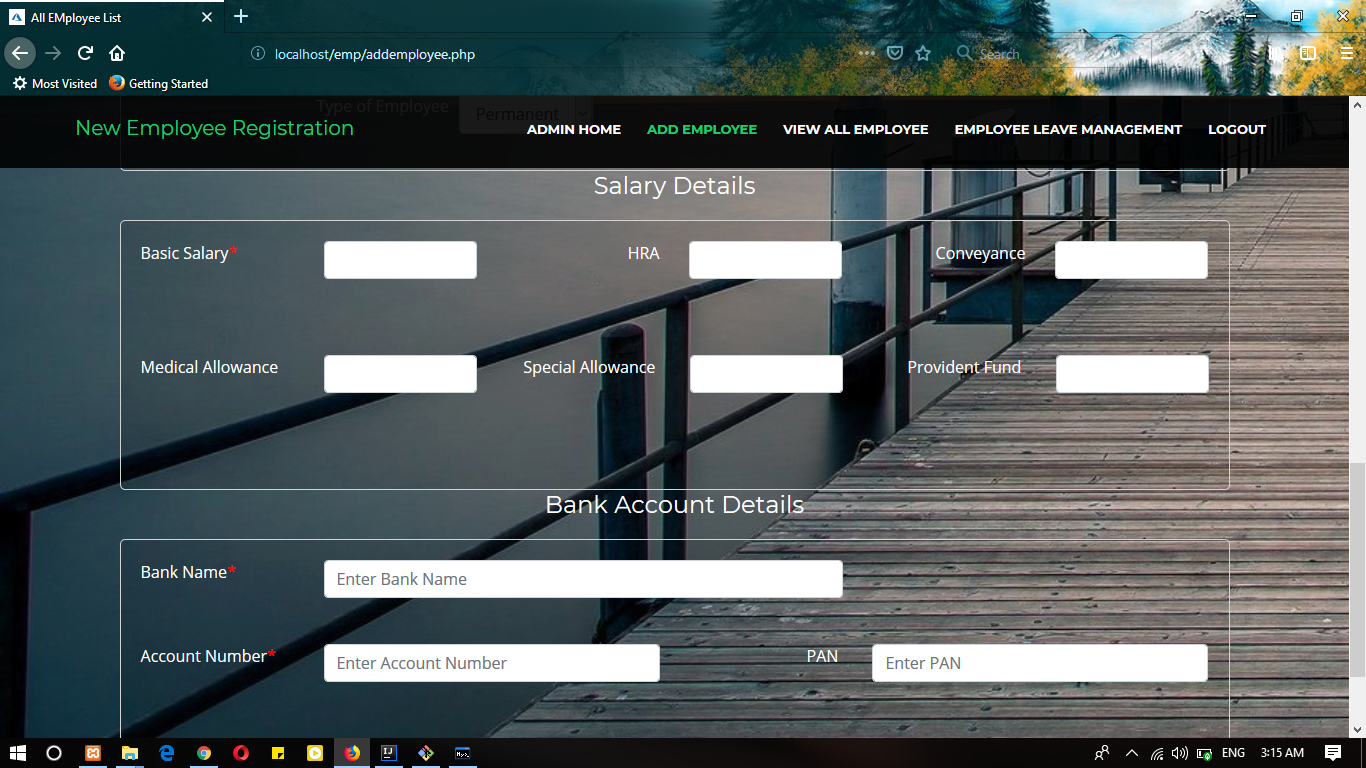 All EMployee List
localhost/emp/addemployee.php
Search
Most Visited
Getting Started
Type of Employee
Permanent
New Employee Registration
ADMIN HOME
ADD EMPLOYEE
VIEW ALL EMPLOYEE
EMPLOYEE LEAVE MANAGEMENT
LOGOUT
Salary Details
Basic Salary*
HRA
Conveyance
Medical Allowance
Special Allowance
Provident Fund
Bank Account Details
Bank Name*
Enter Bank Name
Account Number*
Enter Account Number
PAN
Enter PAN
ENG
3:15 AM